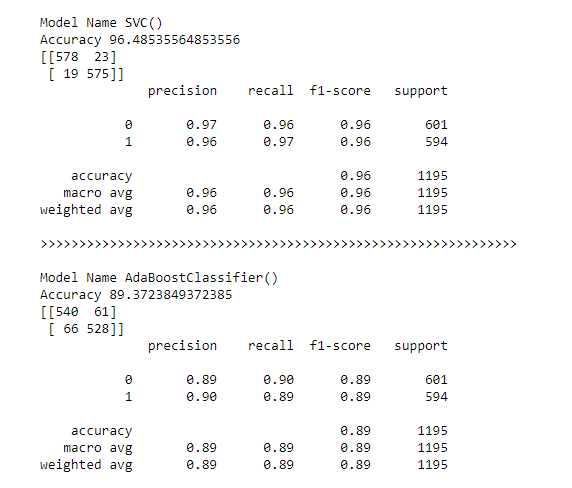 Model Name SVC()
Accuracy 96.48535564853556
[[578  23]
 [ 19 575]]
              precision    recall  f1-score   support

           0       0.97      0.96      0.96       601
           1       0.96      0.97      0.96       594

    accuracy                           0.96      1195
   macro avg       0.96      0.96      0.96      1195
weighted avg       0.96      0.96      0.96      1195

>>>>>>>>>>>>>>>>>>>>>>>>>>>>>>>>>>>>>>>>>>>>>>>>>>>>>>>>>>>>>>

Model Name AdaBoostClassifier()
Accuracy 89.3723849372385
[[540  61]
 [ 66 528]]
              precision    recall  f1-score   support

           0       0.89      0.90      0.89       601
           1       0.90      0.89      0.89       594

    accuracy                           0.89      1195
   macro avg       0.89      0.89      0.89      1195
weighted avg       0.89      0.89      0.89      1195